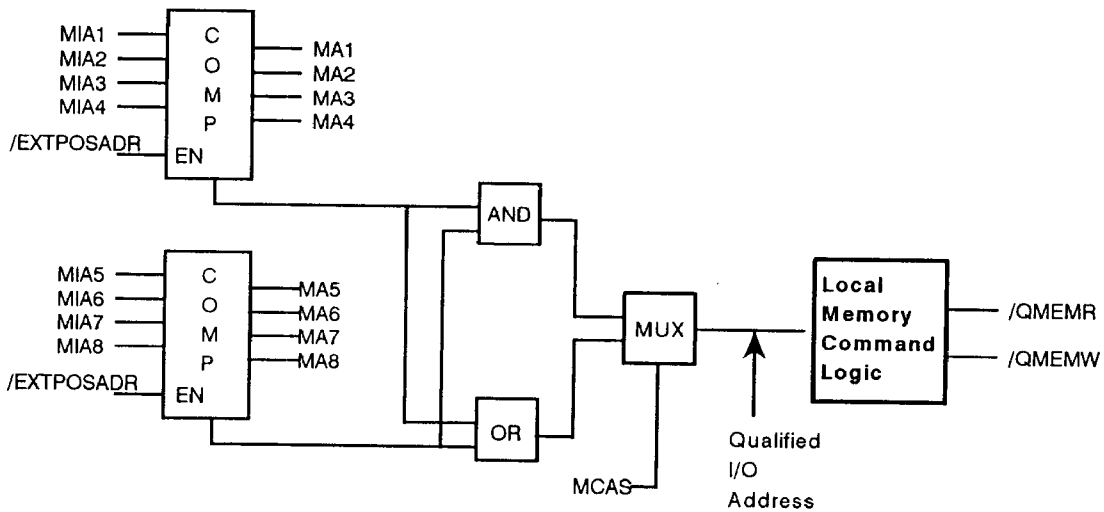 MIA1
MIA2
MIA3
MIA4
/EXTPOSADR
C
O
M
P
EN
MA1
MA2
MA3
MA4
MIA5
MIA6
MIA7
MIA8
/EXTPOSADR
C
O
M
P
EN
MA5
MA6
MA7
MA8
AND
OR
MUX
MCAS
Qualified
I/O
Address
Local
Memory
Command
Logic
/QMEMR
/QMEMW